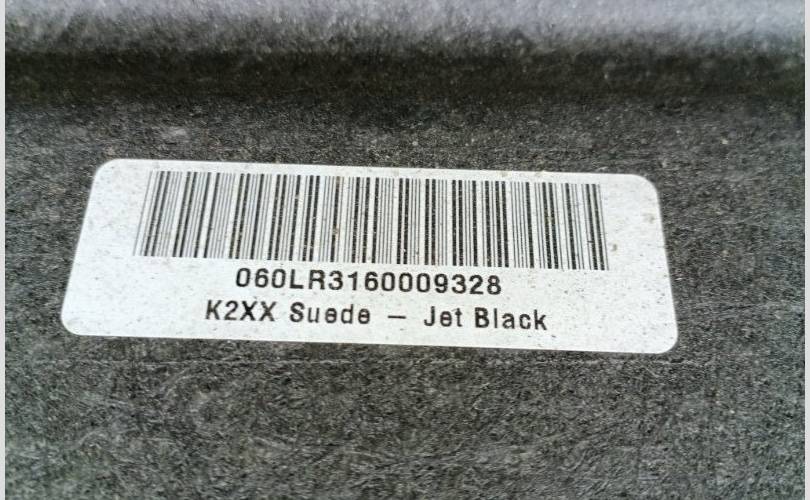 060LR3160009328
K2XX Suede – Jet Black